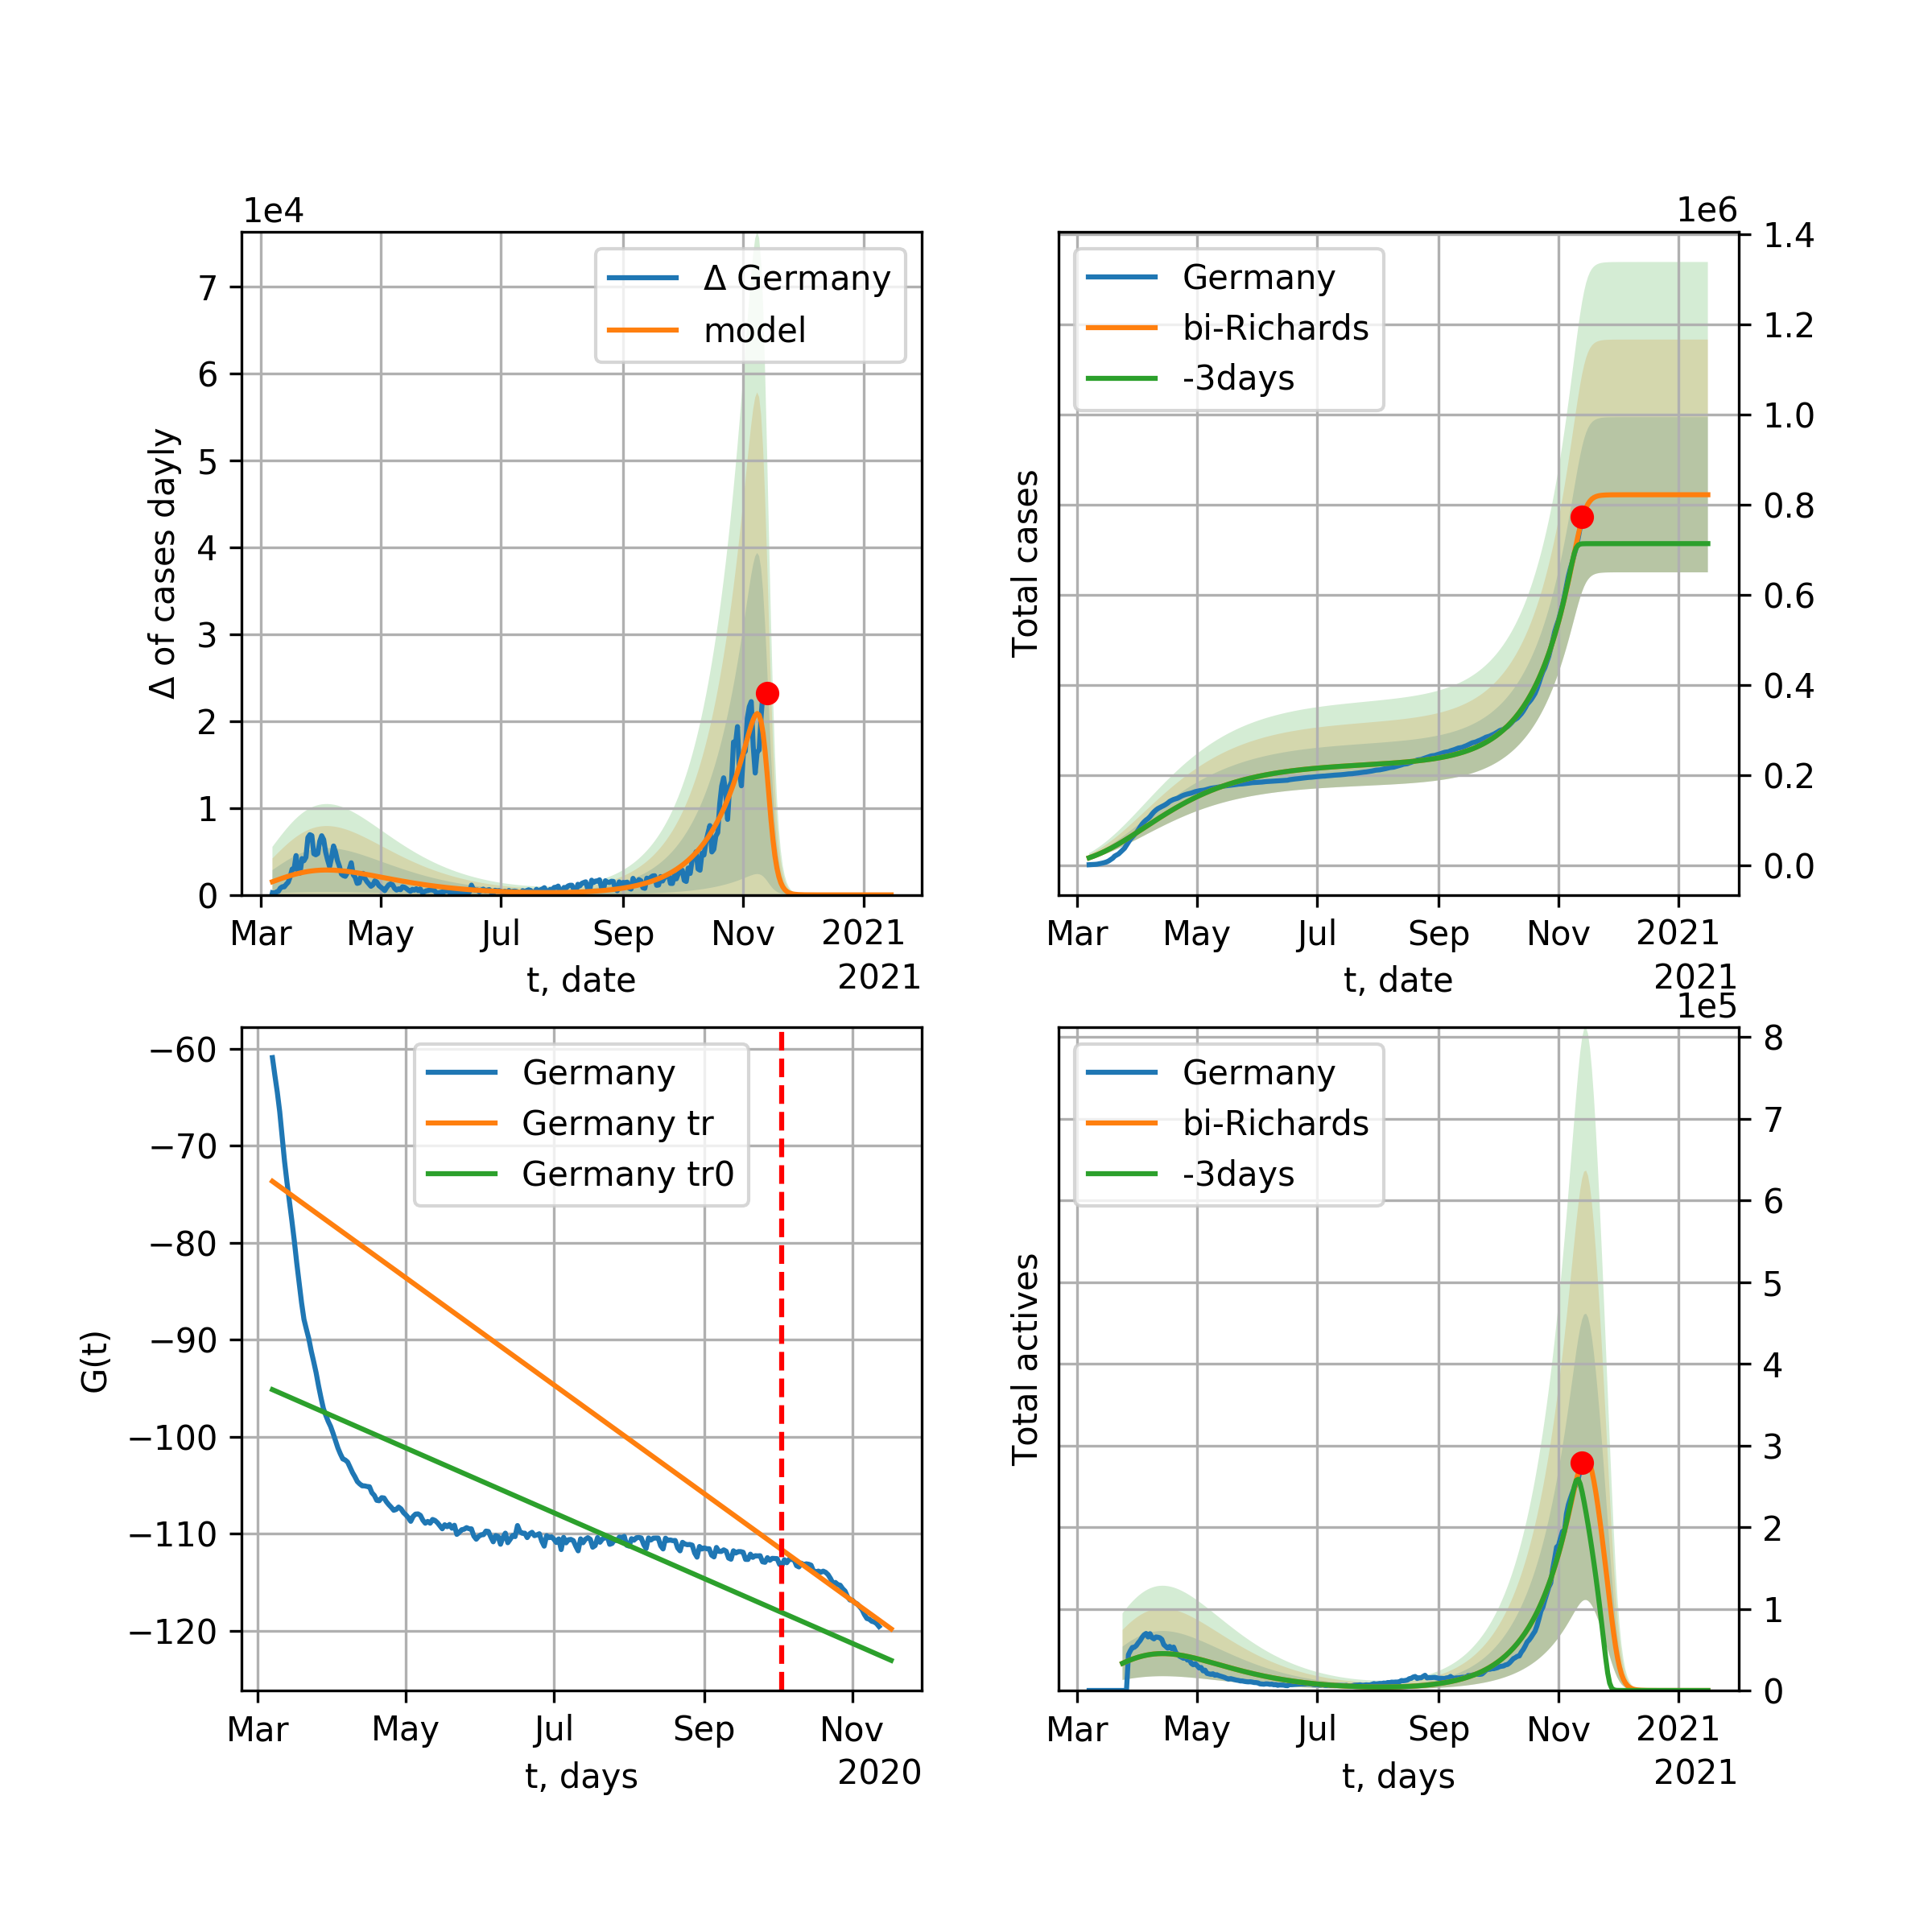 1e4
Δ of cases dayly
7
6
5
4
3
2
1
0
Δ Germany
model
Mar May Jul Sep Nov 2021
t, date
2021
1e6
Total cases
Germany
bi-Richards
-3days
1.4
1.2
1.0
0.8
0.6
0.4
0.2
0.0
Mar May Jul Sep Nov 2021
t, date
2021
G(t)
−60
−70
−80
−90
−100
−110
−120
Germany
Germany tr
Germany tr0
Mar May Jul Sep Nov
t, days
2020
1e5
Total actives
Germany
bi-Richards
-3days
8
7
6
5
4
3
2
1
0
Mar May Jul Sep Nov 2021
t, days
2021